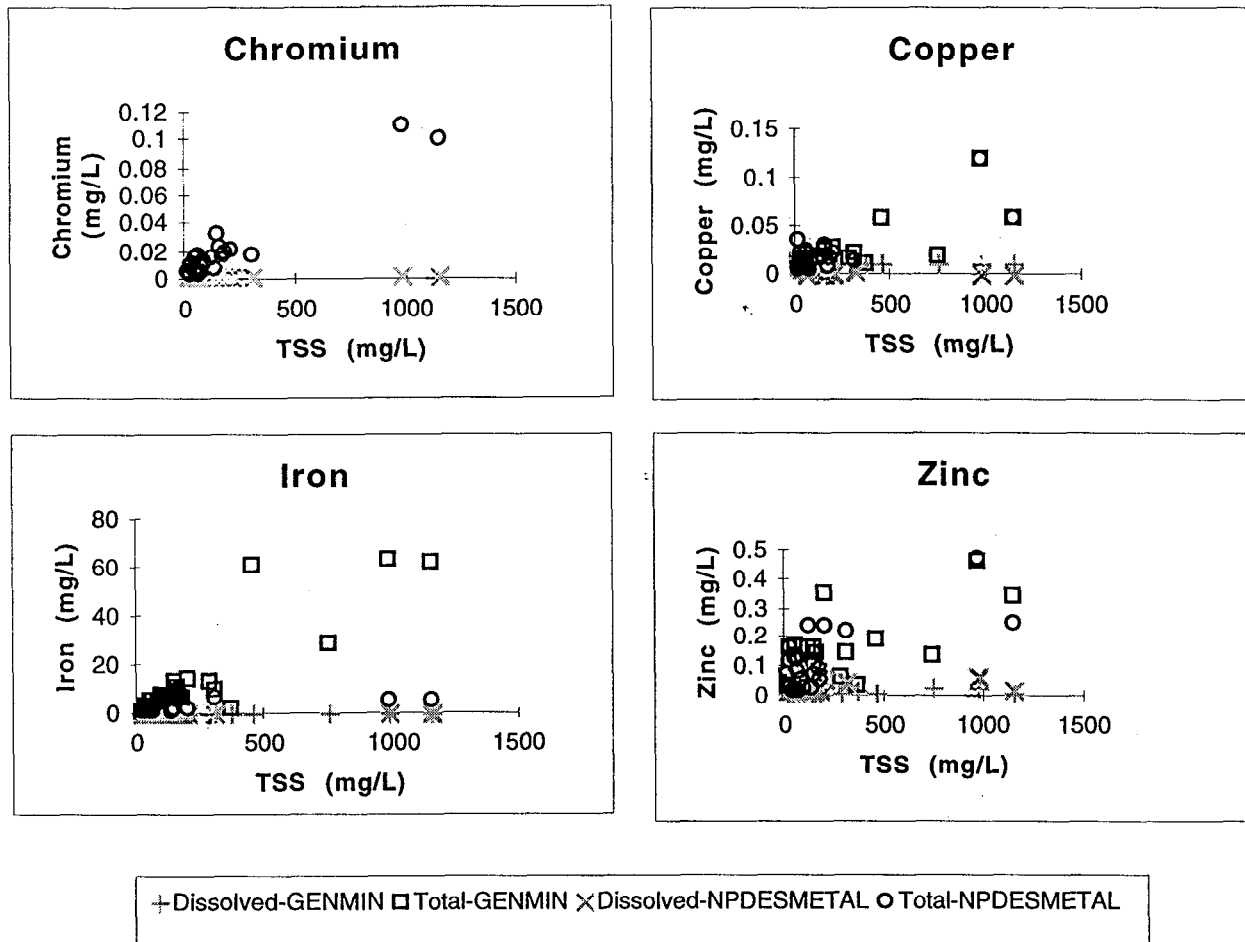 Chromium
Chromium (mg/L)
0.12
0.1
0.08
0.06
0.04
0.02
0
0
500
1000
1500
TSS (mg/L)
Copper
Copper (mg/L)
0.15
0.1
0.05
0
0
500
1000
1500
TSS (mg/L)
Iron
Iron (mg/L)
80
60
40
20
0
0
500
1000
1500
TSS (mg/L)
Zinc
Zinc (mg/L)
0.5
0.4
0.3
0.2
0.1
0
0
500
1000
1500
TSS (mg/L)
Dissolved-GENMIN Total-GENMIN Dissolved-NPDESMETAL Total-NPDESMETAL